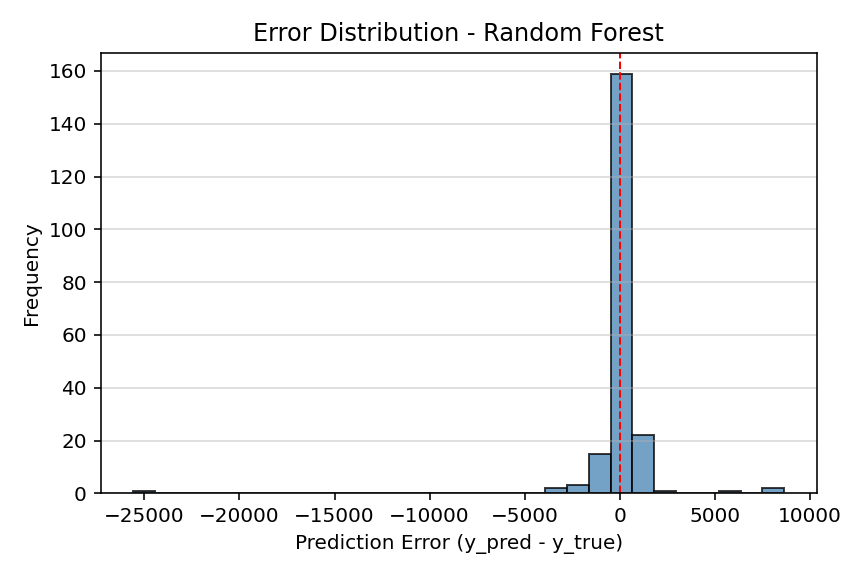 Error Distribution - Random Forest
Frequency
160
140
120
100
80
60
40
20
0
−25000 −20000 −15000 −10000 −5000 0 5000 10000
Prediction Error (y_pred - y_true)